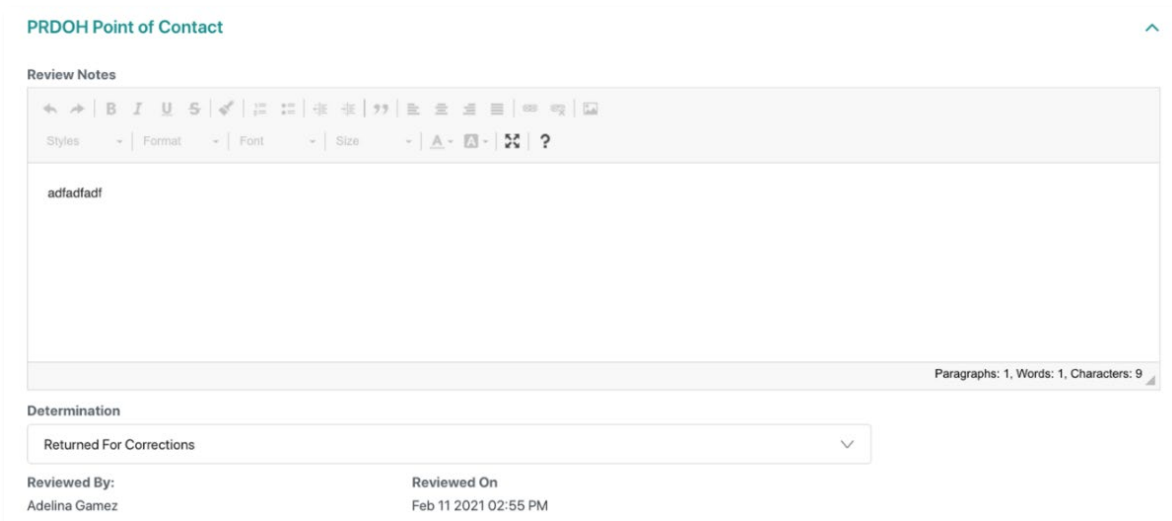 PRDOH Point of Contact
Review Notes
B I U S
Styles Format Font Size A A ?
adfadfadf
Paragraphs: 1, Words: 1, Characters: 9
Determination
Returned For Corrections
Reviewed By: Reviewed On
Adelina Gamez Feb 11 2021 02:55 PM